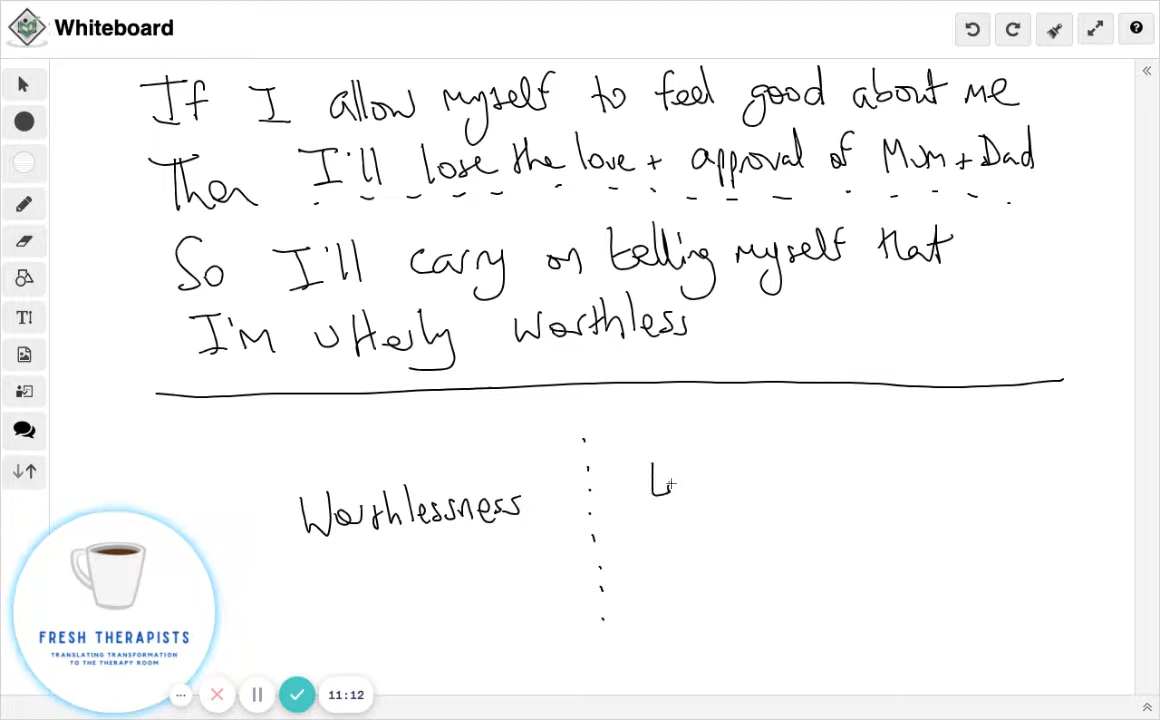 Whiteboard
If I allow myself to feel good about me
Then I'll lose the love + approval of Mum + Dad
So I'll carry on telling myself that
I'm utterly worthless
Worthlessness
L
FRESH THERAPISTS
TRANSLATING TRANSFORMATION
TO THE THERAPY ROOM
11:12